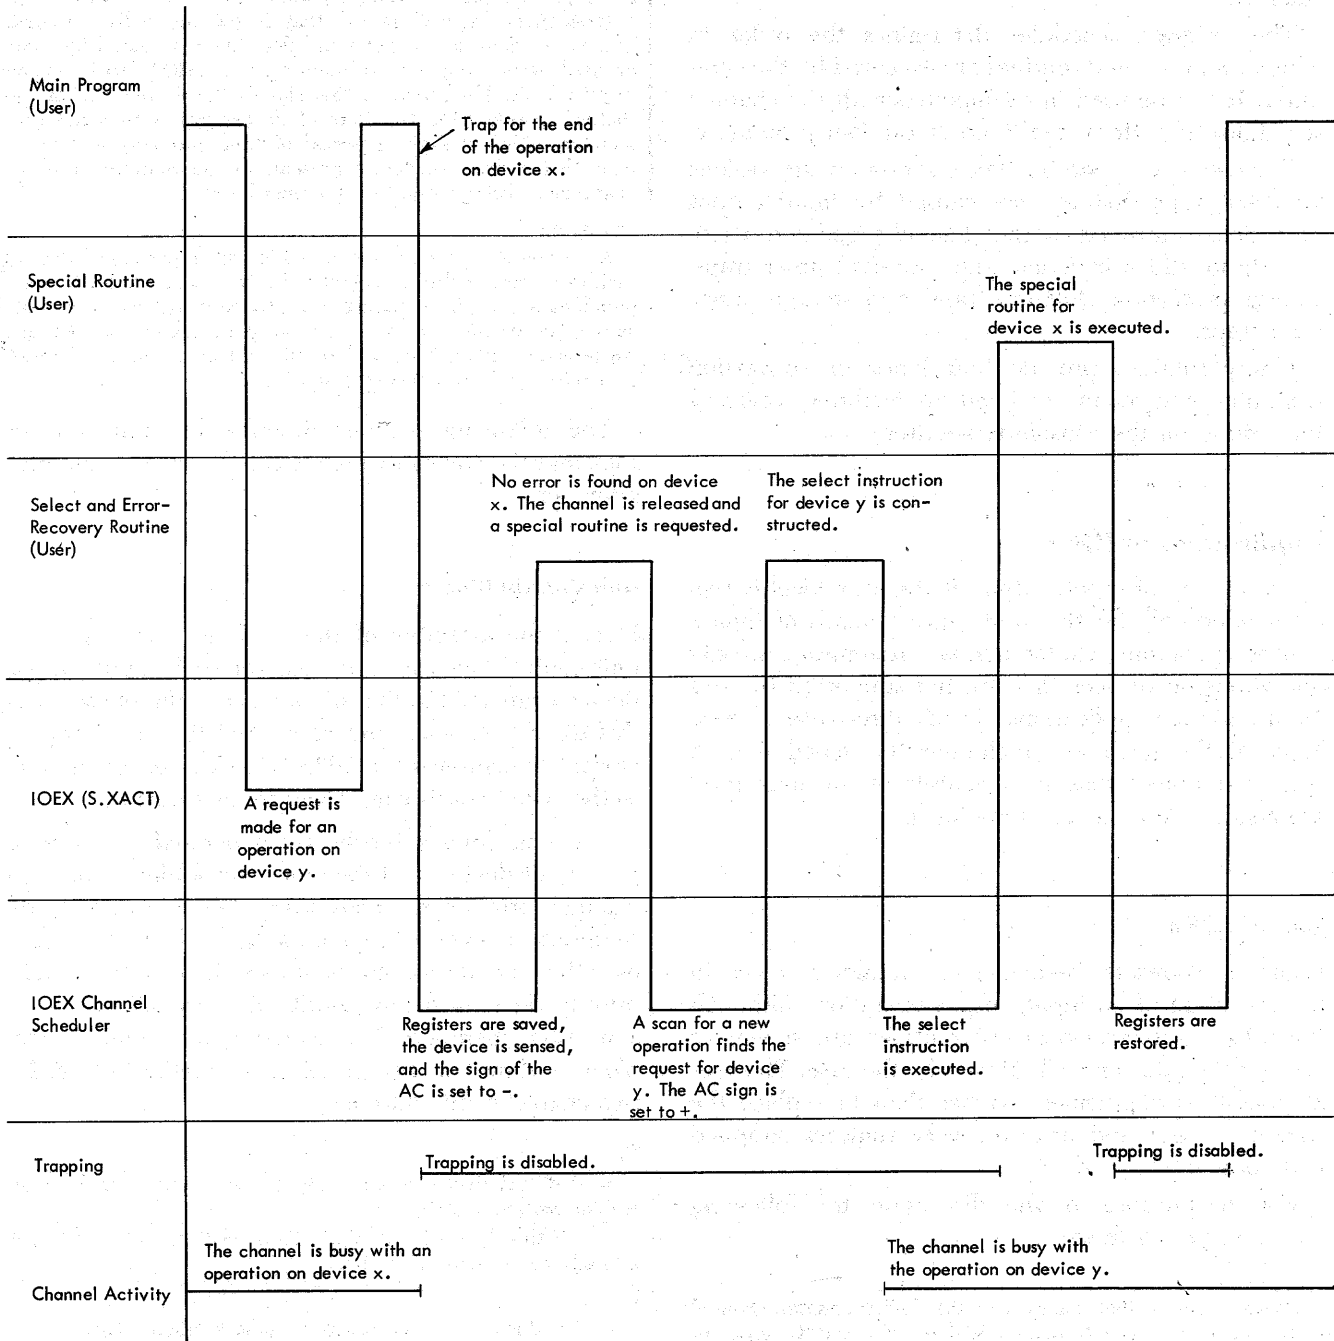 Main Program
(User)
Trap for the end
of the operation
on device x.
Special Routine
(User)
The special
routine for
device x is executed.
Select and Error-
Recovery Routine
(User)
No error is found on device
x. The channel is released and
a special routine is requested.
The select instruction
for device y is con-
structed.
IOEX (S.XACT)
A request is
made for an
operation on
device y.
IOEX Channel
Scheduler
Registers are saved,
the device is sensed,
and the sign of the
AC is set to -.
A scan for a new
operation finds the
request for device
y. The AC sign is
set to +.
The select
instruction
is executed.
Registers are
restored.
Trapping
Trapping is disabled.
Trapping is disabled.
Channel Activity
The channel is busy with an
operation on device x.
The channel is busy with
the operation on device y.